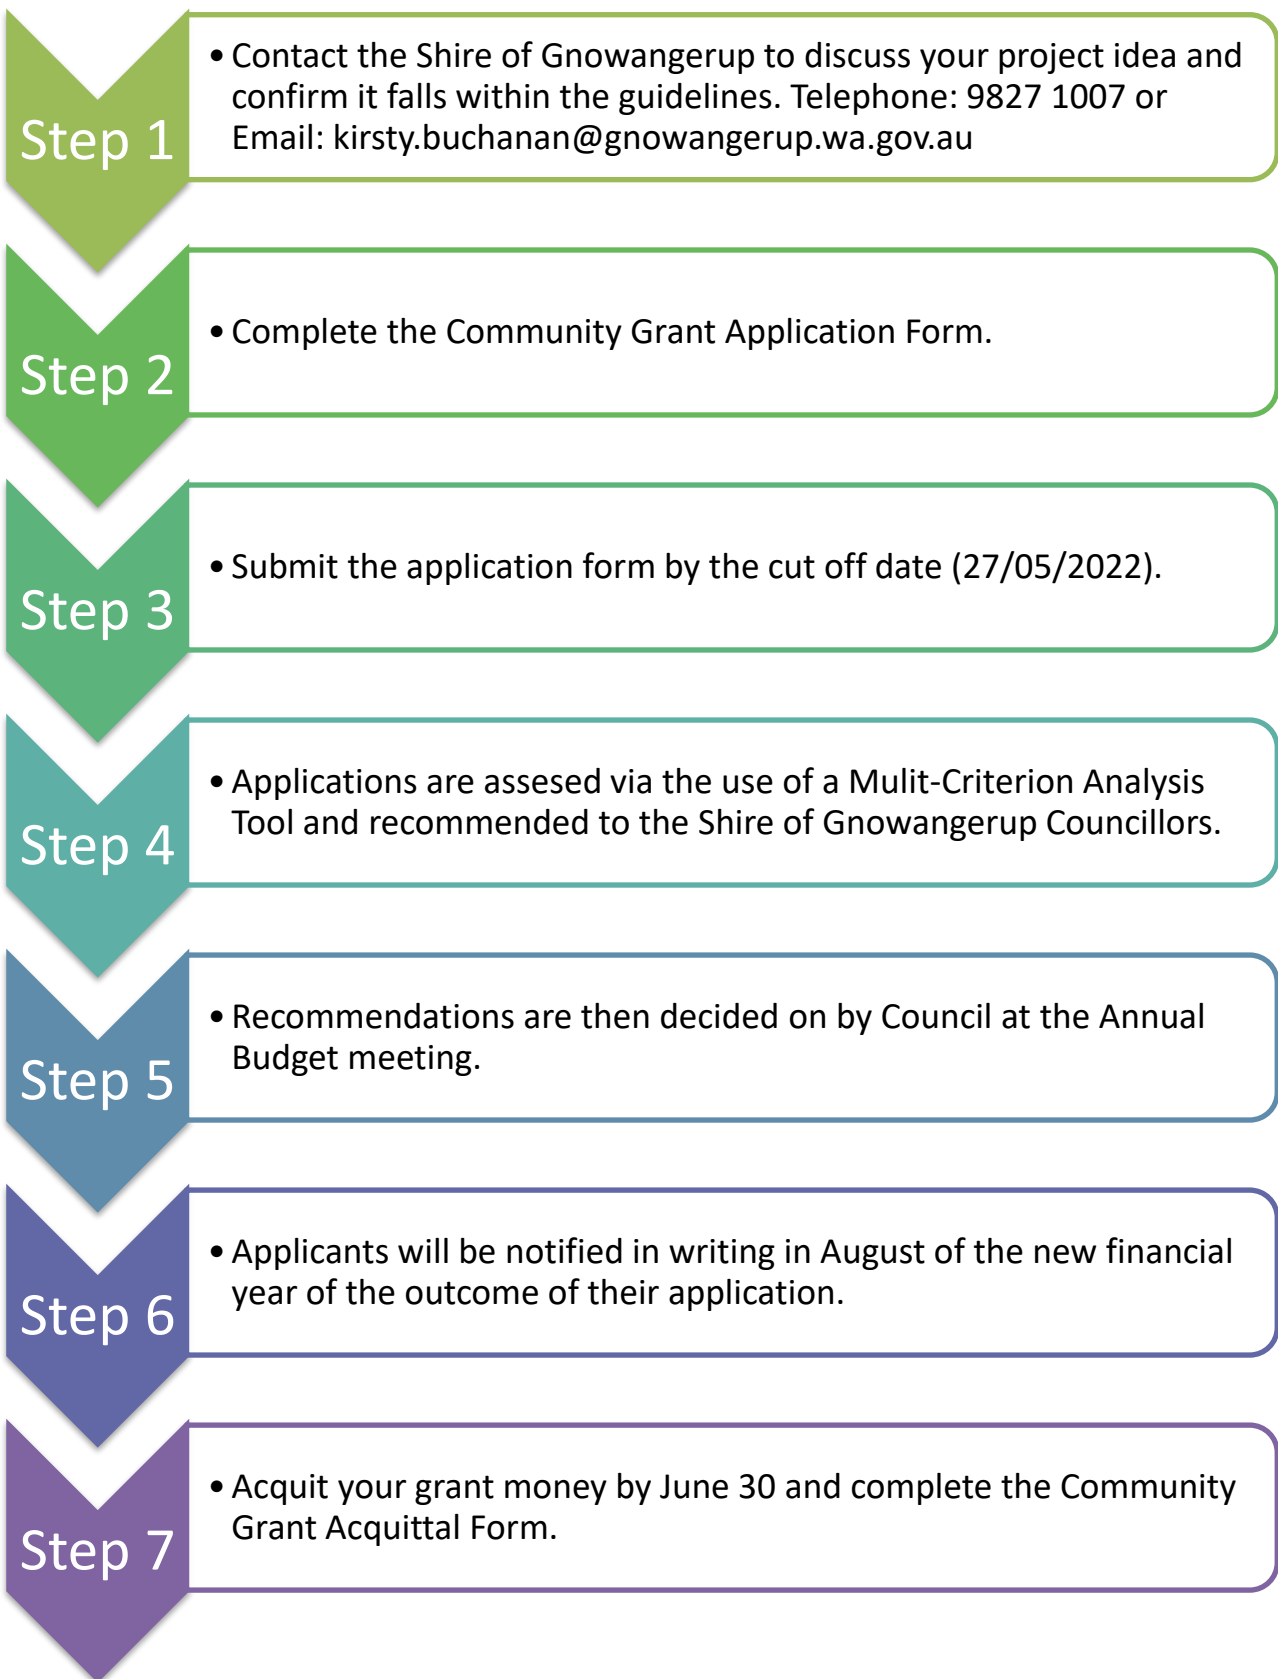 Step 1
• Contact the Shire of Gnowangerup to discuss your project idea and
confirm it falls within the guidelines. Telephone: 9827 1007 or
Email: kirsty.buchanan@gnowangerup.wa.gov.au
Step 2
• Complete the Community Grant Application Form.
Step 3
• Submit the application form by the cut off date (27/05/2022).
Step 4
• Applications are assesed via the use of a Mulit-Criterion Analysis
Tool and recommended to the Shire of Gnowangerup Councillors.
Step 5
• Recommendations are then decided on by Council at the Annual
Budget meeting.
Step 6
• Applicants will be notified in writing in August of the new financial
year of the outcome of their application.
Step 7
• Acquit your grant money by June 30 and complete the Community
Grant Acquittal Form.